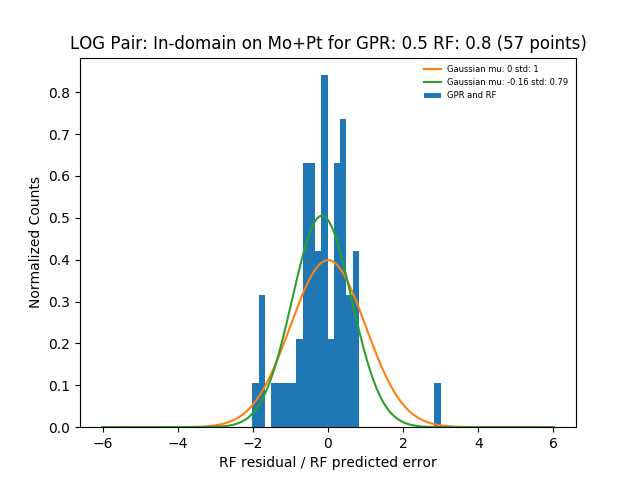 LOG Pair: In-domain on Mo+Pt for GPR: 0.5 RF: 0.8 (57 points)
Gaussian mu: 0 std: 1
Gaussian mu: -0.16 std: 0.79
GPR and RF
Normalized Counts
0.8
0.7
0.6
0.5
0.4
0.3
0.2
0.1
0.0
−6 −4 −2 0 2 4 6
RF residual / RF predicted error